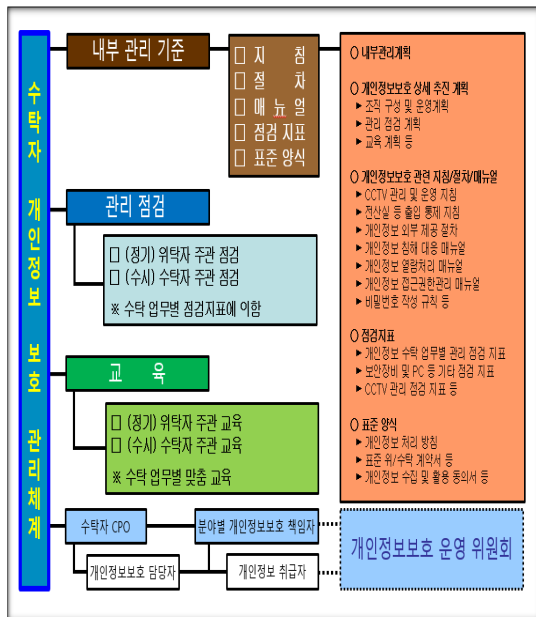 수탁자 개인정보 보호 관리체계
내부 관리 기준
□ 지 침
□ 절 차
□ 매 뉴 얼
□ 점검 지표
□ 표준 양식
○ 내부관리계획
○ 개인정보보호 상세 추진 계획
▶ 조직 구성 및 운영계획
▶ 관리 점검 계획
▶ 교육 계획 등
○ 개인정보보호 관련 지침/절차/매뉴얼
▶ CCTV 관리 및 운영 지침
▶ 전산실 등 출입 통제 지침
▶ 개인정보 외부 제공 절차
▶ 개인정보 침해 대응 매뉴얼
▶ 개인정보 열람처리 매뉴얼
▶ 개인정보 접근권한관리 매뉴얼
▶ 비밀번호 작성 규칙 등
○ 점검지표
▶ 개인정보 수탁 업무별 관리 점검 지표
▶ 보안장비 및 PC 등 기타 점검 지표
▶ CCTV 관리 점검 지표 등
○ 표준 양식
▶ 개인정보 처리 방침
▶ 표준 위/수탁 계약서 등
▶ 개인정보 수집 및 활용 동의서 등
관리 점검
□ (정기) 위탁자 주관 점검
□ (수시) 수탁자 주관 점검
※ 수탁 업무별 점검지표에 의함
교 육
□ (정기) 위탁자 주관 교육
□ (수시) 수탁자 주관 교육
※ 수탁 업무별 맞춤 교육
수탁자 CPO
분야별 개인정보보호 책임자
개인정보보호 담당자
개인정보 취급자
개인정보보호 운영 위원회